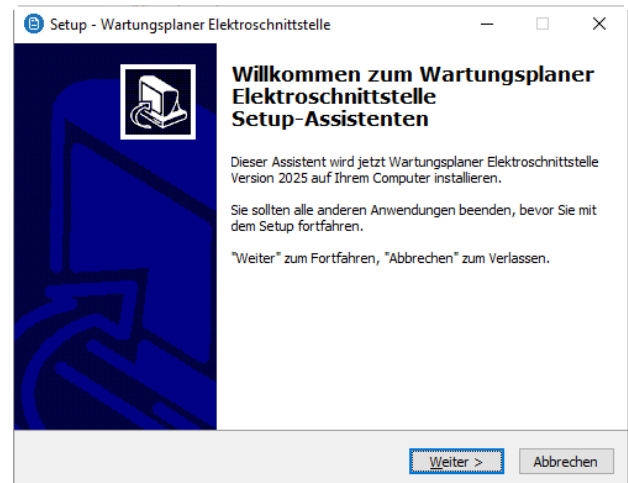 Setup - Wartungsplaner Elektroschnittstelle
Willkommen zum Wartungsplaner
Elektroschnittstelle
Setup-Assistenten
Dieser Assistent wird jetzt Wartungsplaner Elektroschnittstelle
Version 2025 auf Ihrem Computer installieren.
Sie sollten alle anderen Anwendungen beenden, bevor Sie mit
dem Setup fortfahren.
"Weiter" zum Fortfahren, "Abbrechen" zum Verlassen.
Weiter >
Abbrechen